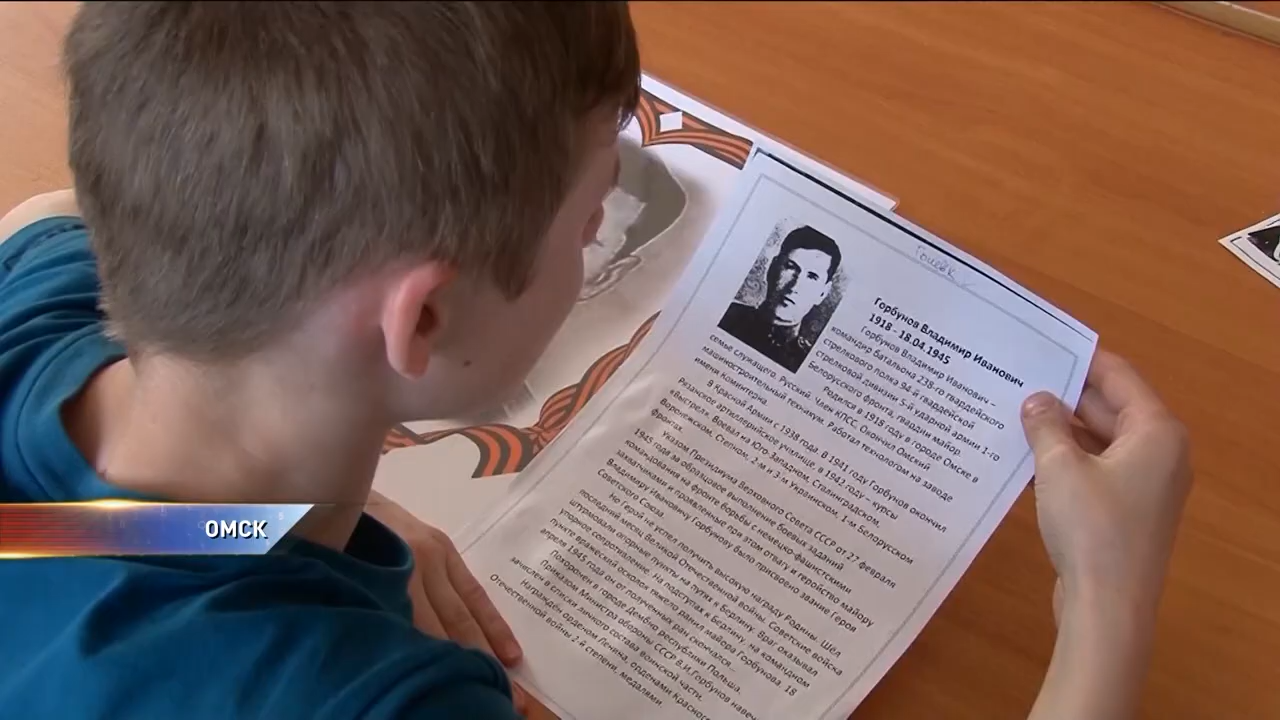 Горбунов Владимир Иванович
1918 - 18.04.1945
Горбунов Владимир Иванович –
командир батальона 238-го гвардейского
стрелкового полка 94-й гвардейской
стрелковой дивизии 5-й ударной армии 1-го
Белорусского фронта, гвардии майор.
Родился в 1918 году в городе Омске в
семье служащего. Русский. Член КПСС. Окончил Омский
машиностроительный техникум. Работал технологом на заводе
имени Коминтерна.
В Красной Армии с 1938 года. В 1941 году Горбунов окончил
Рязанское артиллерийское училище, в 1942 году – курсы
«Выстрел». Воевал на Юго-Западном, Сталинградском,
Воронежском, Степном, 2-м и 3-м Украинском, 1-м Белорусском
фронтах.
Указом Президиума Верховного Совета СССР от 27 февраля
1945 года за образцовое выполнение боевых заданий
командования на фронте борьбы с немецко-фашистскими
захватчиками и проявленные при этом отвагу и геройство майору
Владимиру Ивановичу Горбунову было присвоено звание Героя
Советского Союза.
Но Герой не успел получить высокую награду Родины. Шёл
последний месяц Великой Отечественной войны. Советские войска
штурмовали опорные пункты на пути к Берлину. Враг оказывал
упорное сопротивление. На подступах к Берлину, на командном
пункте вражеский осколок тяжело ранил майора Горбунова. 18
апреля 1945 года он от полученных ран скончался...
Похоронен в городе Дембно республики Польша.
Приказом Министра обороны СССР В.И.Горбунов навеч
зачислен в списки личного состава воинской части.
Награждён орденом Ленина, орденами Красного
Отечественной войны 2-й степени, медалями.
ОМСК